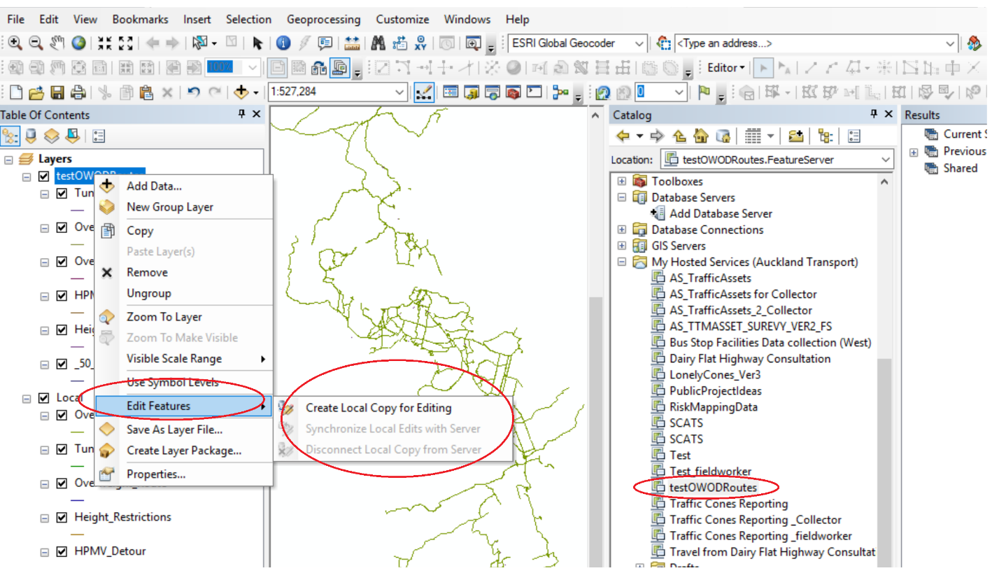 File Edit View Bookmarks Insert Selection Geoprocessing Customize Windows Help
ESRI Global Geocoder <Type an address...>
100% Editor
1:527,284 0
Table Of Contents
Layers
testOWODRoutes
Tun
Ove
Ove
HPM
Heig
_50_
Local
Ove
Tun
Overweight_Route
Height_Restrictions
HPMV_Detour
Add Data...
New Group Layer
Copy
Paste Layer(s)
Remove
Ungroup
Zoom To Layer
Zoom To Make Visible
Visible Scale Range
Use Symbol Levels
Edit Features
Save As Layer File...
Create Layer Package...
Properties...
Create Local Copy for Editing
Synchronize Local Edits with Server
Disconnect Local Copy from Server
Catalog
Location: testOWODRoutes.FeatureServer
Toolboxes
Database Servers
Add Database Server
Database Connections
GIS Servers
My Hosted Services (Auckland Transport)
AS_TrafficAssets
AS_TrafficAssets for Collector
AS_TrafficAssets_2_Collector
AS_TTMASSET_SUREVY_VER2_FS
Bus Stop Facilities Data collection (West)
Dairy Flat Highway Consultation
LonelyCones_Ver3
PublicProjectIdeas
RiskMappingData
SCATS
SCATS
Test
Test_fieldworker
testOWODRoutes
Traffic Cones Reporting
Traffic Cones Reporting _Collector
Traffic Cones Reporting _fieldworker
Travel from Dairy Flat Highway Consultat
Drafts
Results
Current S
Previous
Shared